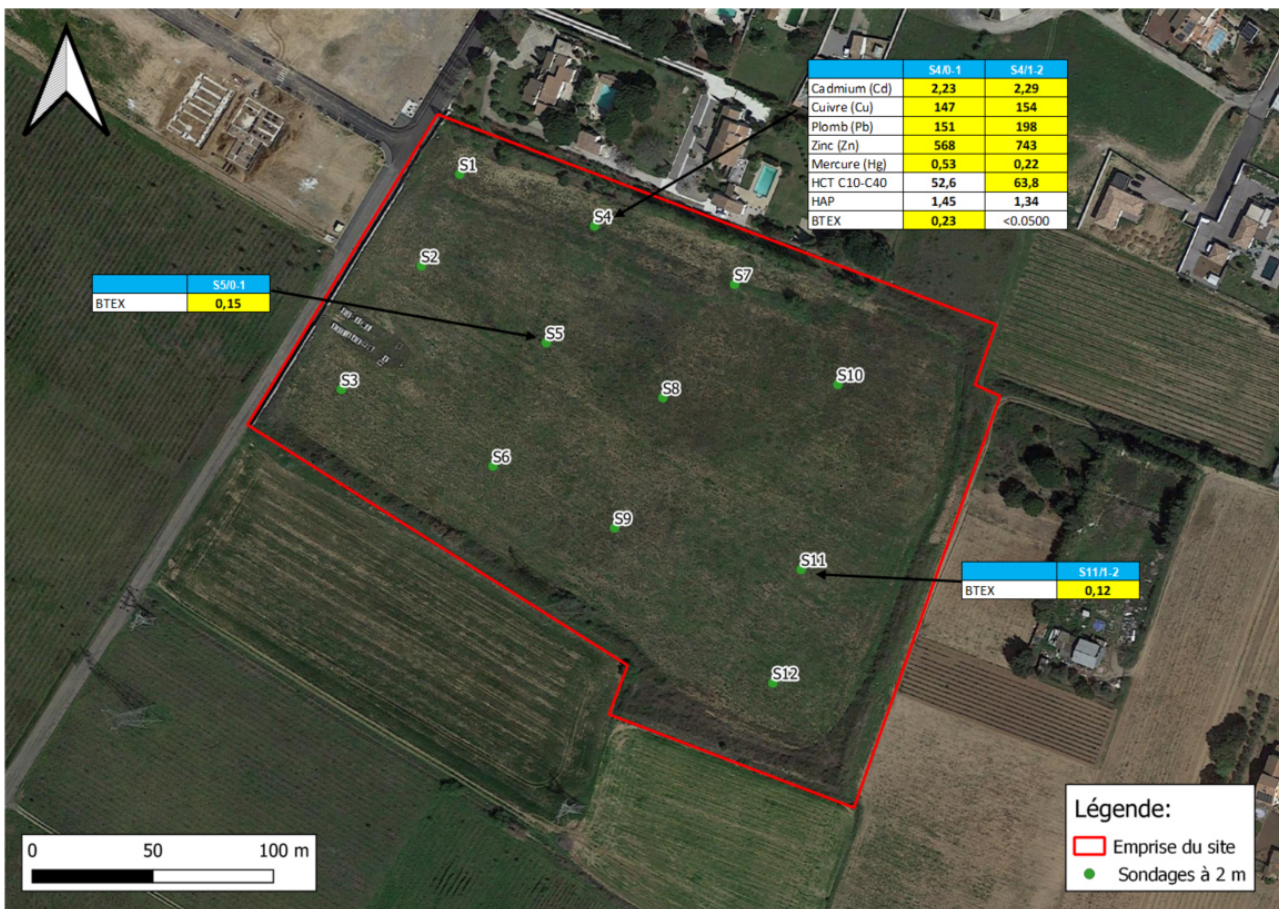 S4/0-1 S4/1-2
Cadmium (Cd) 2,23 2,29
Cuivre (Cu) 147 154
Plomb (Pb) 151 198
Zinc (Zn) 568 743
Mercure (Hg) 0,53 0,22
HCT C10-C40 52,6 63,8
HAP 1,45 1,34
BTEX 0,23 <0.0500
S1
S4
S2
S7
S5/0-1
BTEX 0,15
S5
S3
S8
S10
S6
S9
S11
S11/1-2
BTEX 0,12
S12
Légende:
Emprise du site
Sondages à 2 m
0 50 100 m